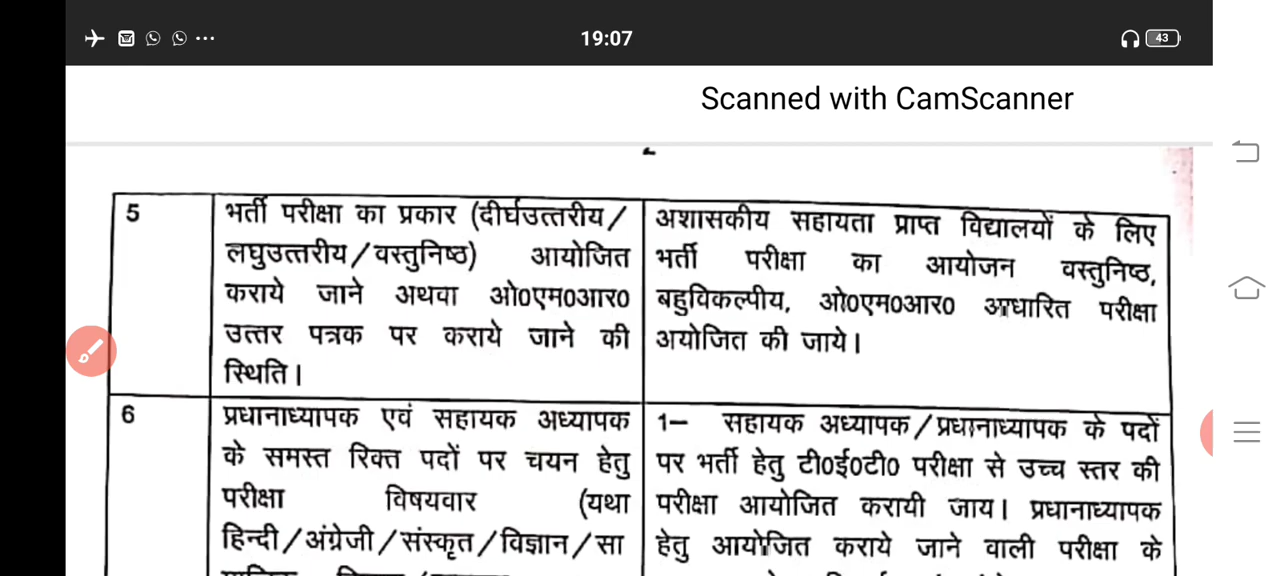 19:07
43
Scanned with CamScanner
2
5
भर्ती परीक्षा का प्रकार (दीर्घउत्तरीय/
लघुउत्तरीय/वस्तुनिष्ठ) आयोजित
कराये जाने अथवा ओ0एम0आर0
उत्तर पत्रक पर कराये जाने की
स्थिति।
अशासकीय सहायता प्राप्त विद्यालयों के लिए
भर्ती परीक्षा का आयोजन वस्तुनिष्ठ,
बहुविकल्पीय, ओ0एम0आर0 आधारित परीक्षा
अयोजित की जाये।
6
प्रधानाध्यापक एवं सहायक अध्यापक
के समस्त रिक्त पदों पर चयन हेतु
परीक्षा विषयवार (यथा
हिन्दी/अंग्रेजी/संस्कृत/विज्ञान/सा
1– सहायक अध्यापक/प्रधानाध्यापक के पदों
पर भर्ती हेतु टी0ई0टी0 परीक्षा से उच्च स्तर की
परीक्षा आयोजित करायी जाय। प्रधानाध्यापक
हेतु आयोजित कराये जाने वाली परीक्षा के